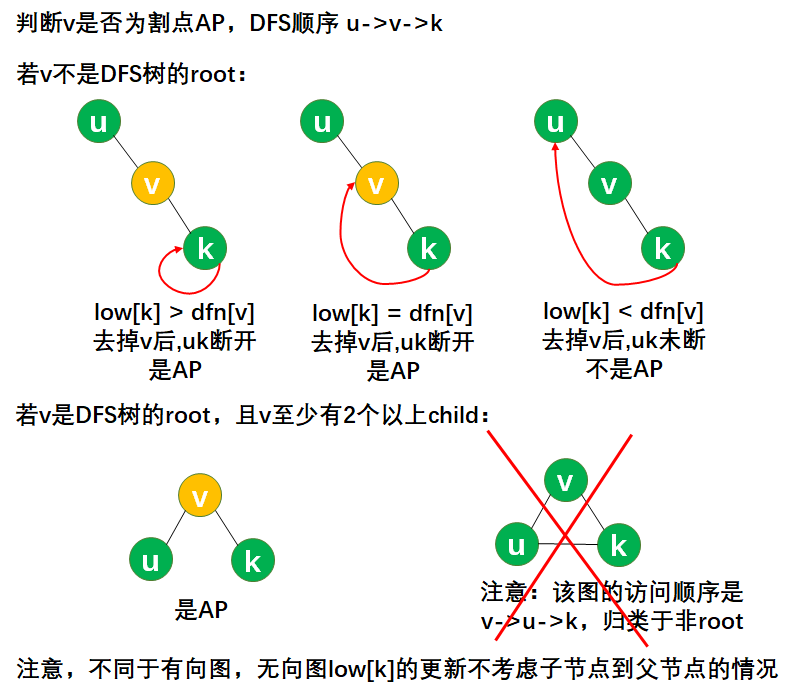 判断v是否为割点AP，DFS顺序 u->v->k
若v不是DFS树的root：
u
v
k
low[k] > dfn[v]
去掉v后,uk断开
是AP
u
v
k
low[k] = dfn[v]
去掉v后,uk断开
是AP
u
v
k
low[k] < dfn[v]
去掉v后,uk未断
不是AP
若v是DFS树的root，且v至少有2个以上child：
v
u
k
是AP
v
u
k
注意：该图的访问顺序是
v->u->k，归类于非root
注意，不同于有向图，无向图low[k]的更新不考虑子节点到父节点的情况